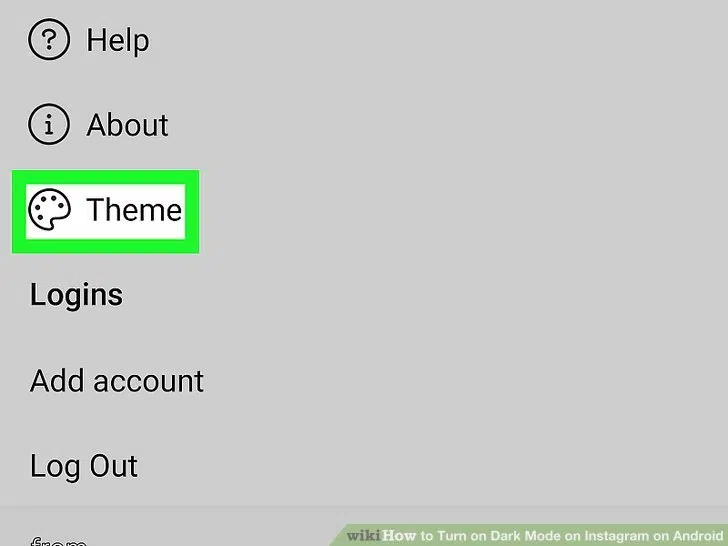 Help
About
Theme
Logins
Add account
Log Out
from
wikiHow to Turn on Dark Mode on Instagram on Android